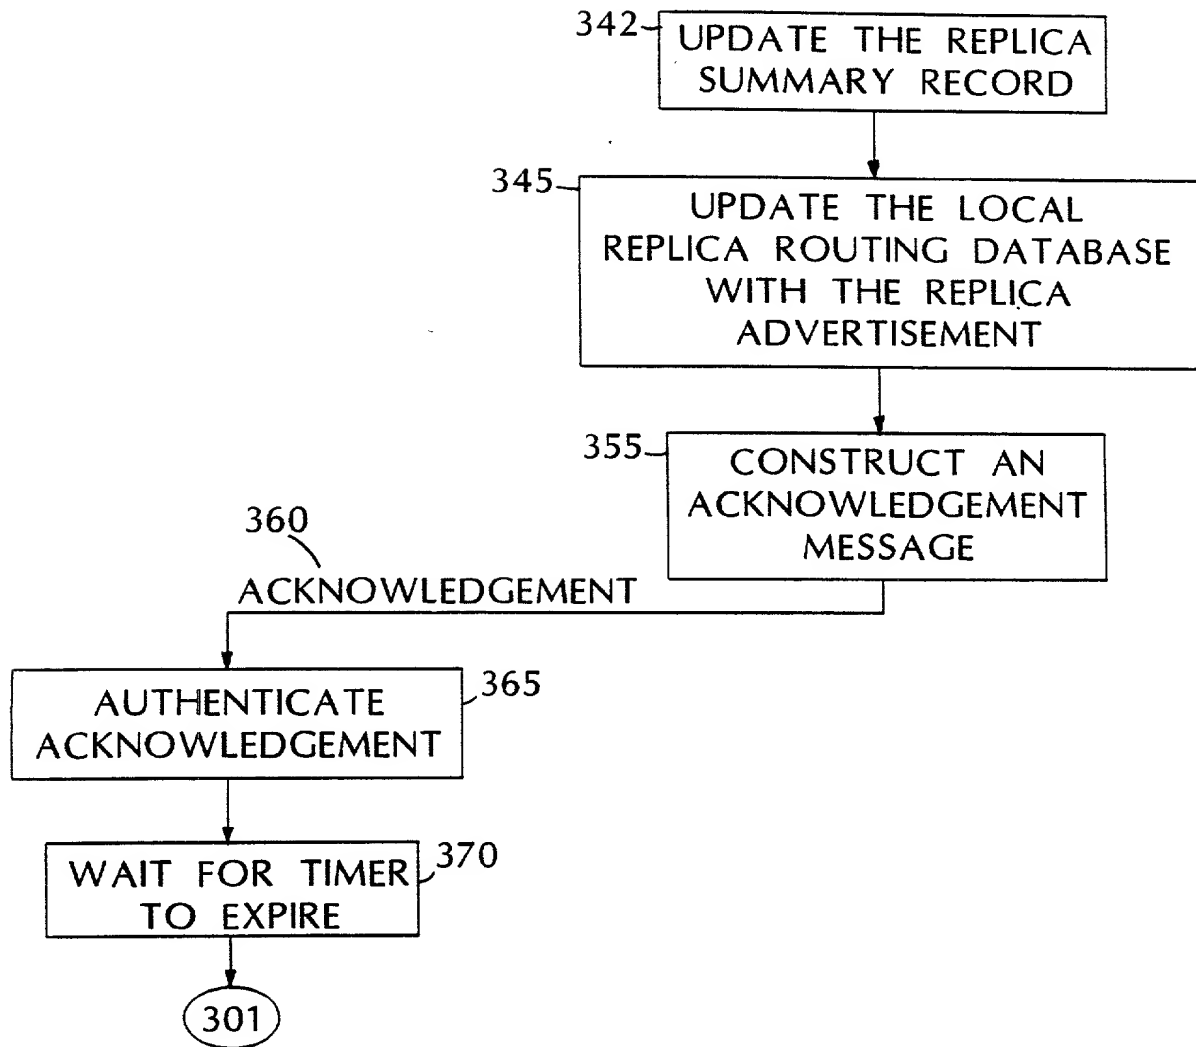 342
UPDATE THE REPLICA
SUMMARY RECORD
345
UPDATE THE LOCAL
REPLICA ROUTING DATABASE
WITH THE REPLICA
ADVERTISEMENT
355
CONSTRUCT AN
ACKNOWLEDGEMENT
MESSAGE
360
ACKNOWLEDGEMENT
AUTHENTICATE
ACKNOWLEDGEMENT
365
WAIT FOR TIMER
TO EXPIRE
370
301